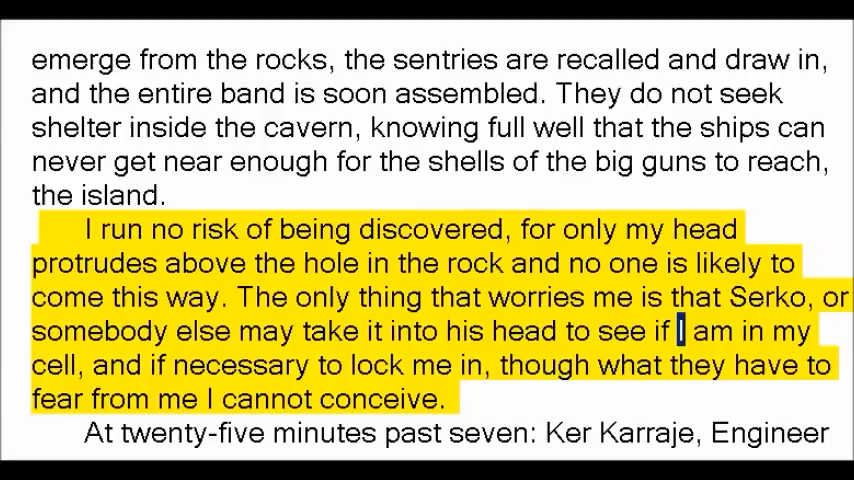 emerge from the rocks, the sentries are recalled and draw in,
and the entire band is soon assembled. They do not seek
shelter inside the cavern, knowing full well that the ships can
never get near enough for the shells of the big guns to reach,
the island.
I run no risk of being discovered, for only my head
protrudes above the hole in the rock and no one is likely to
come this way. The only thing that worries me is that Serko, or
somebody else may take it into his head to see if I am in my
cell, and if necessary to lock me in, though what they have to
fear from me I cannot conceive.
At twenty-five minutes past seven: Ker Karraje, Engineer